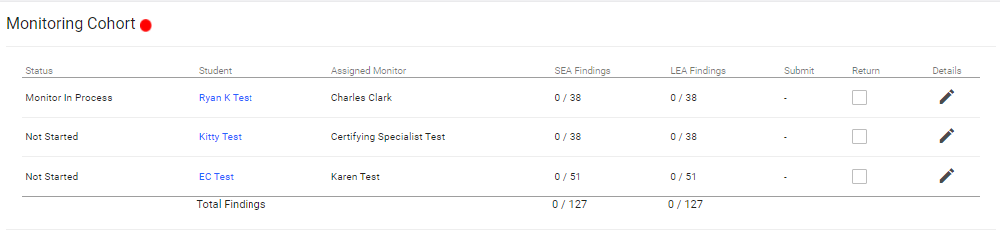 Monitoring Cohort
Status Student Assigned Monitor SEA Findings LEA Findings Submit Return Details
Monitor In Process Ryan K Test Charles Clark 0 / 38 0 / 38 -
Not Started Kitty Test Certifying Specialist Test 0 / 38 0 / 38 -
Not Started EC Test Karen Test 0 / 51 0 / 51 -
Total Findings 0 / 127 0 / 127